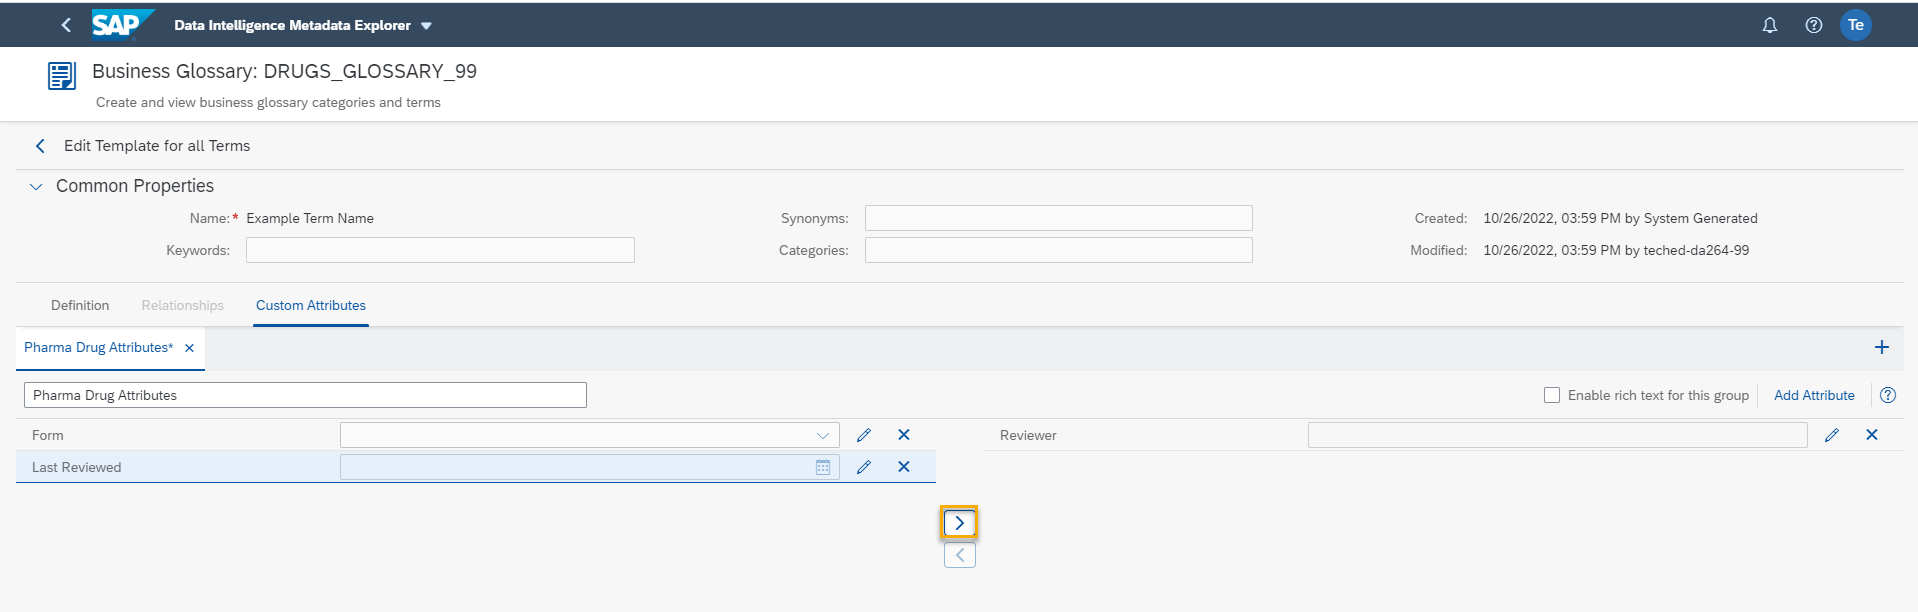 SAP Data Intelligence Metadata Explorer Te
Business Glossary: DRUGS_GLOSSARY_99
Create and view business glossary categories and terms
Edit Template for all Terms
Common Properties
Name:* Example Term Name Synonyms: Created: 10/26/2022, 03:59 PM by System Generated
Keywords: Categories: Modified: 10/26/2022, 03:59 PM by teched-da264-99
Definition Relationships Custom Attributes
Pharma Drug Attributes*
Pharma Drug Attributes Enable rich text for this group Add Attribute
Form Reviewer
Last Reviewed